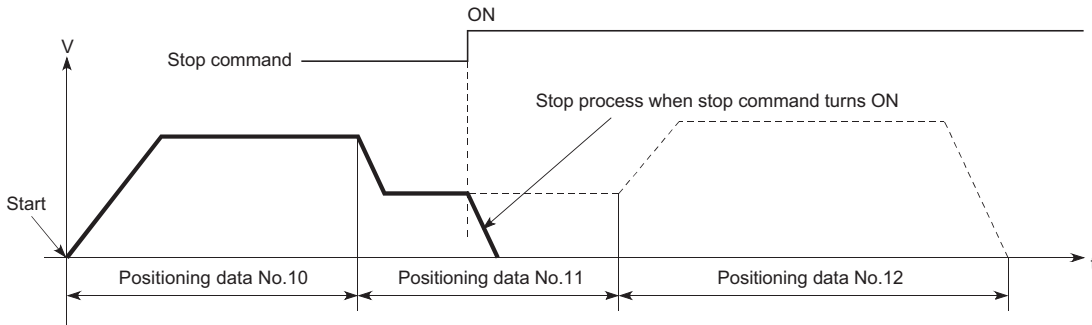 ON
V
Stop command
Stop process when stop command turns ON
Start
Positioning data No.10
Positioning data No.11
Positioning data No.12